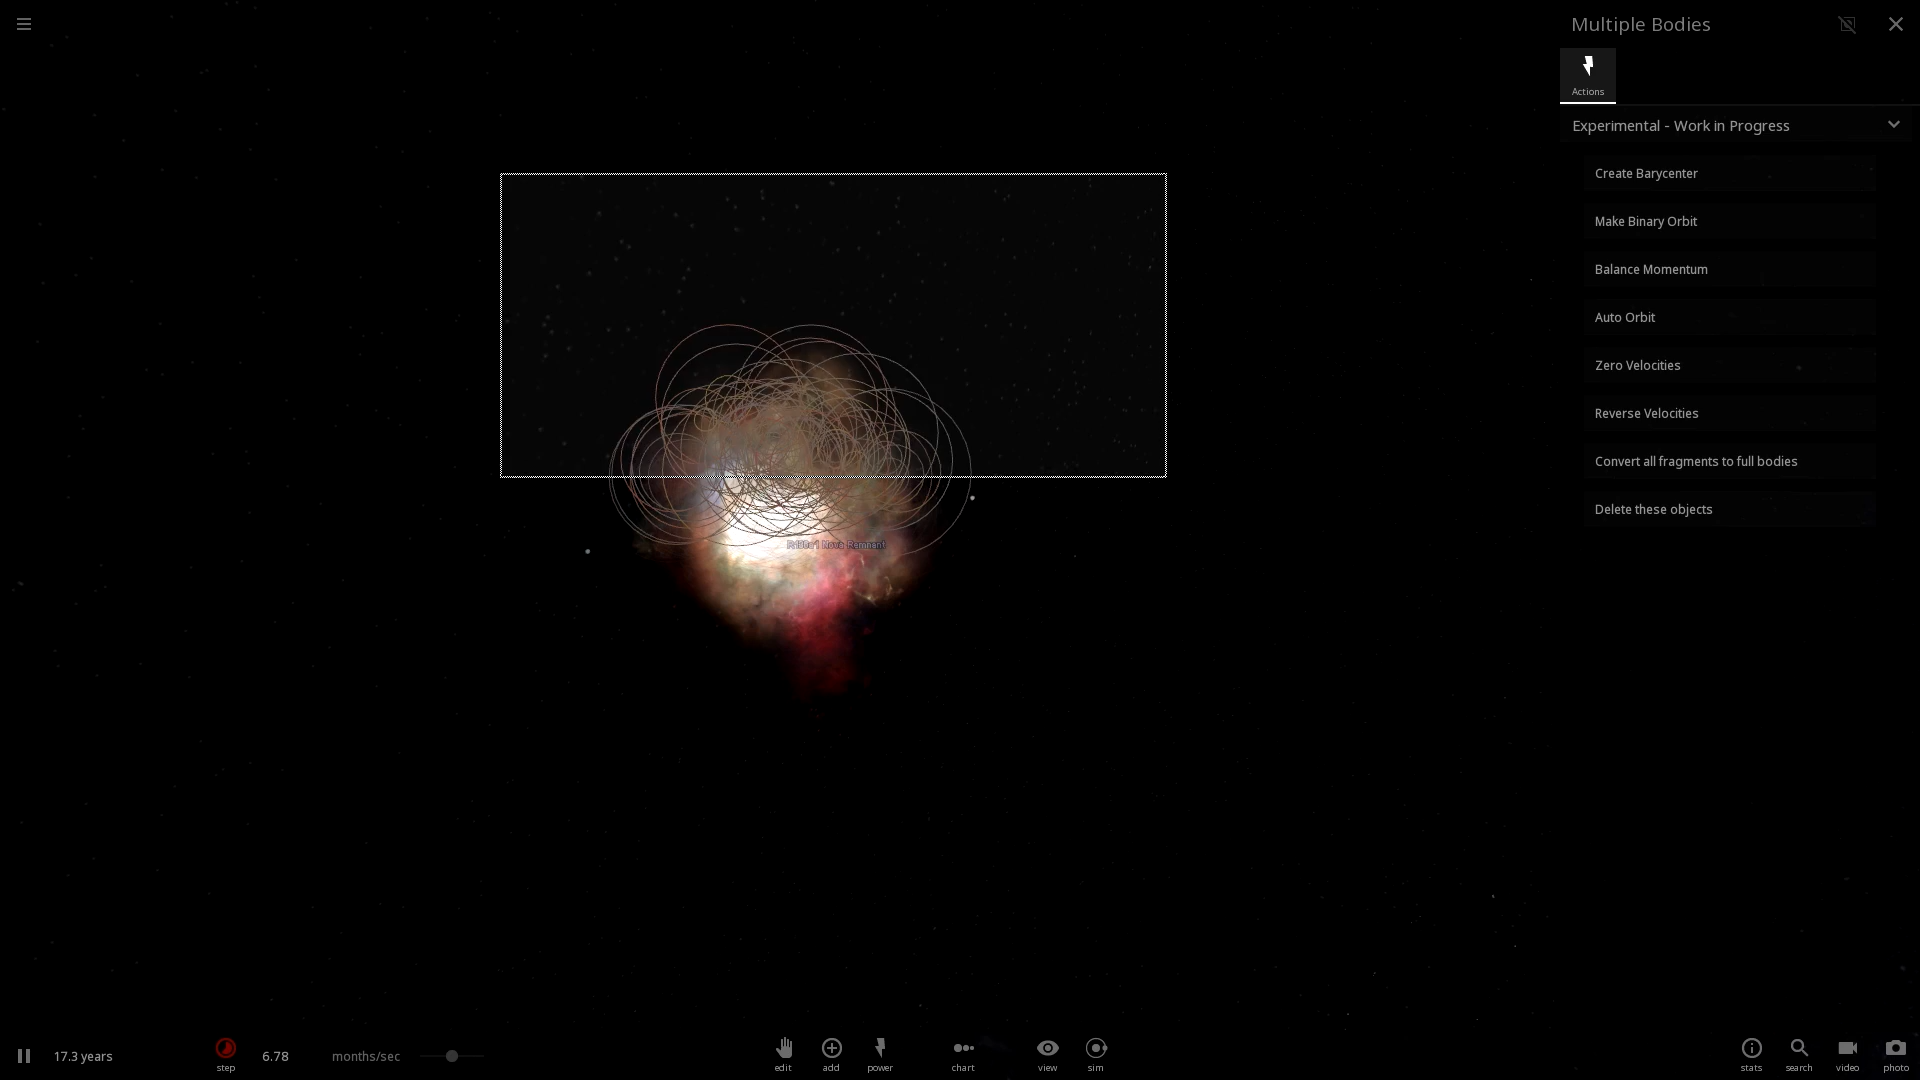 Multiple Bodies
Actions
Experimental - Work in Progress
Create Barycenter
Make Binary Orbit
Balance Momentum
Auto Orbit
Zero Velocities
Reverse Velocities
Convert all fragments to full bodies
Delete these objects
Nova Remnant
17.3 years
step
6.78
months/sec
edit
add
power
chart
view
sim
stats
search
video
photo